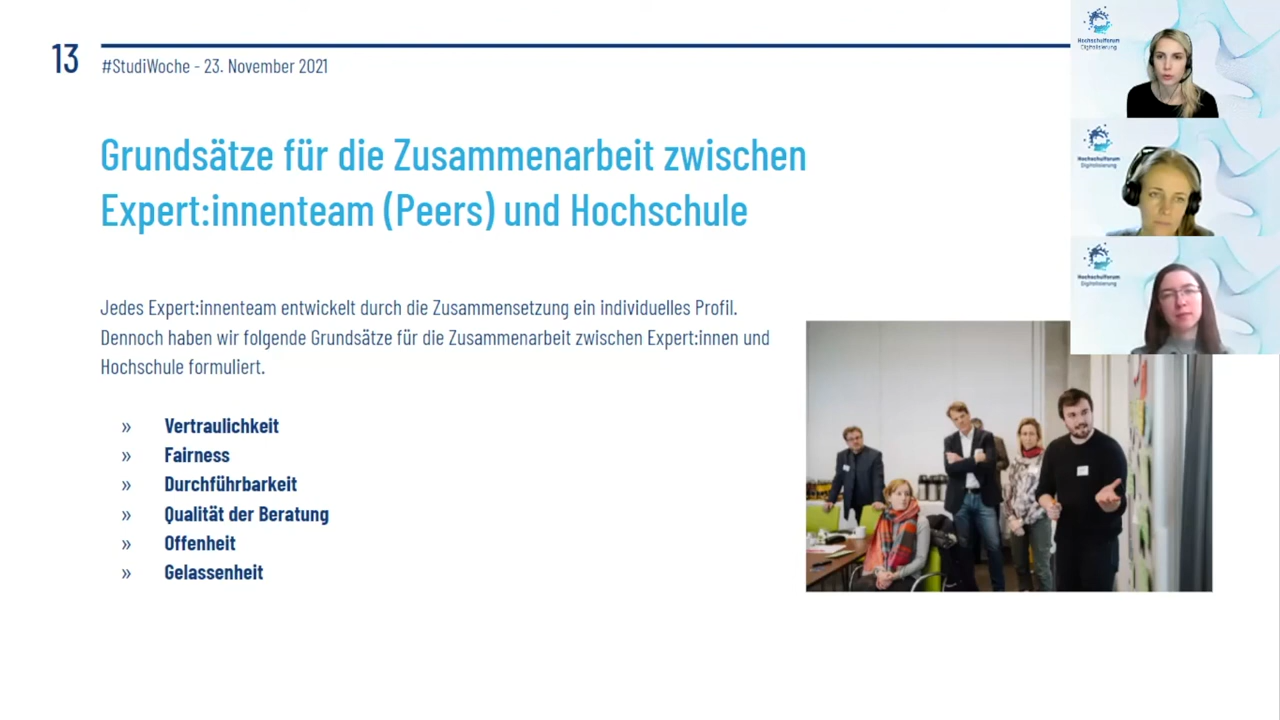 13
#StudiWoche - 23. November 2021
Grundsätze für die Zusammenarbeit zwischen
Expert:innenteam (Peers) und Hochschule
Jedes Expert:innenteam entwickelt durch die Zusammensetzung ein individuelles Profil.
Dennoch haben wir folgende Grundsätze für die Zusammenarbeit zwischen Expert:innen und
Hochschule formuliert.
» Vertraulichkeit
» Fairness
» Durchführbarkeit
» Qualität der Beratung
» Offenheit
» Gelassenheit
Hochschulforum
Digitalisierung
Hochschulforum
Digitalisierung
Hochschulforum
Digitalisierung